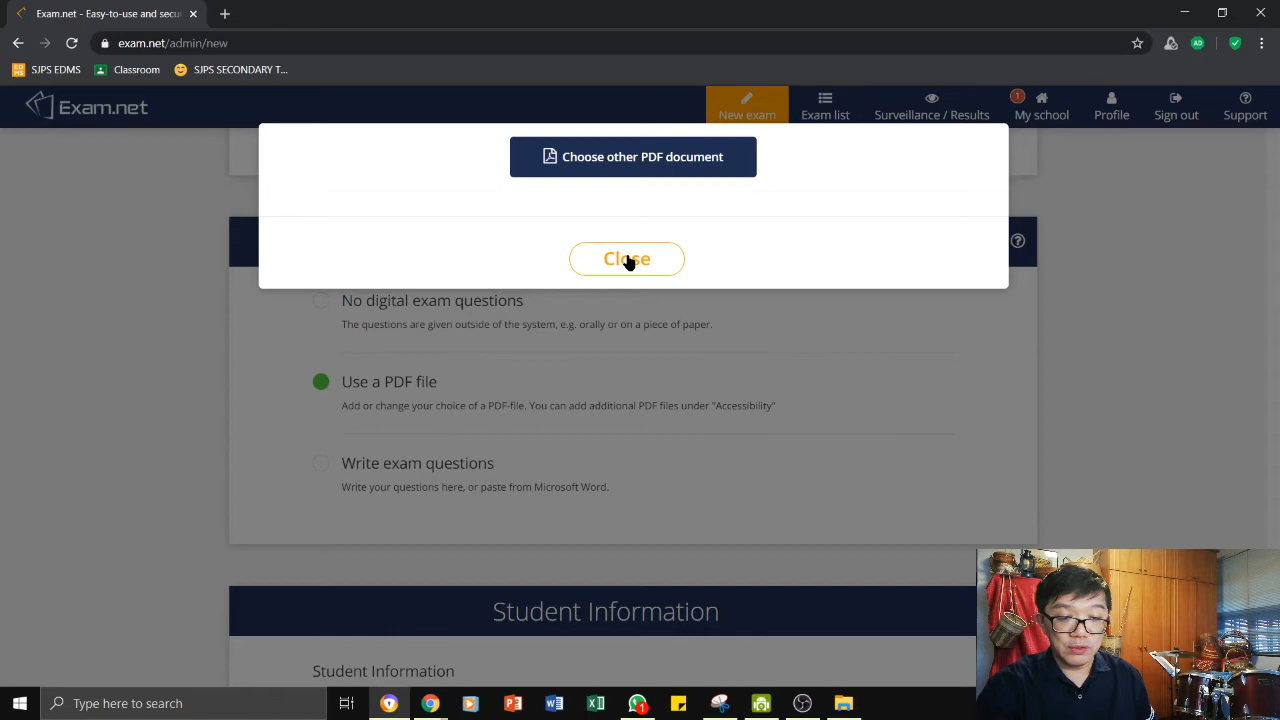 Exam.net - Easy-to-use and secu
exam.net/admin/new
SJPS EDMS
Classroom
SJPS SECONDARY T...
Exam.net
New exam
Exam list
Surveillance / Results
1
My school
Profile
Sign out
Support
Choose other PDF document
Close
No digital exam questions
The questions are given outside of the system, e.g. orally or on a piece of paper.
Use a PDF file
Add or change your choice of a PDF-file. You can add additional PDF files under "Accessibility"
Write exam questions
Write your questions here, or paste from Microsoft Word.
Student Information
Student Information
Type here to search
1